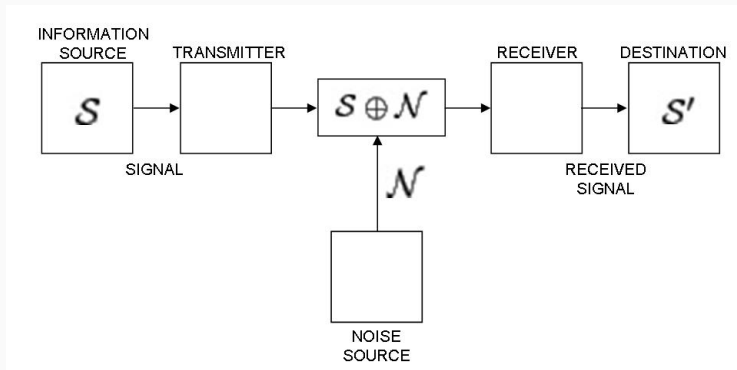 INFORMATION
SOURCE
TRANSMITTER
RECEIVER
DESTINATION
S
S ⊕ N
S'
SIGNAL
RECEIVED
SIGNAL
N
NOISE
SOURCE